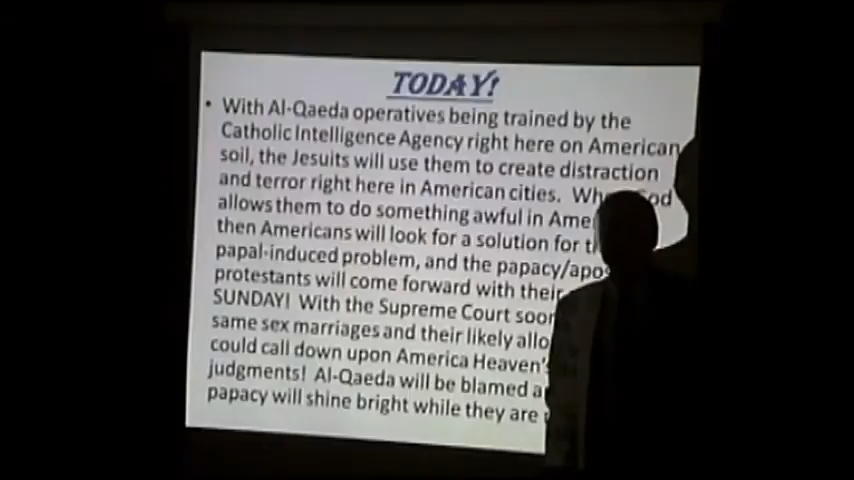 TODAY!
• With Al-Qaeda operatives being trained by the
Catholic Intelligence Agency right here on American
soil, the Jesuits will use them to create distraction
and terror right here in American cities. God
allows them to do something awful in
then Americans will look for a solution for
papal-induced problem, and the
protestants will come forward with their
SUNDAY! With the Supreme Court
same sex marriages and their likely
could call down upon America Heaven's
judgments! Al-Qaeda will be blamed
papacy will shine bright while they are